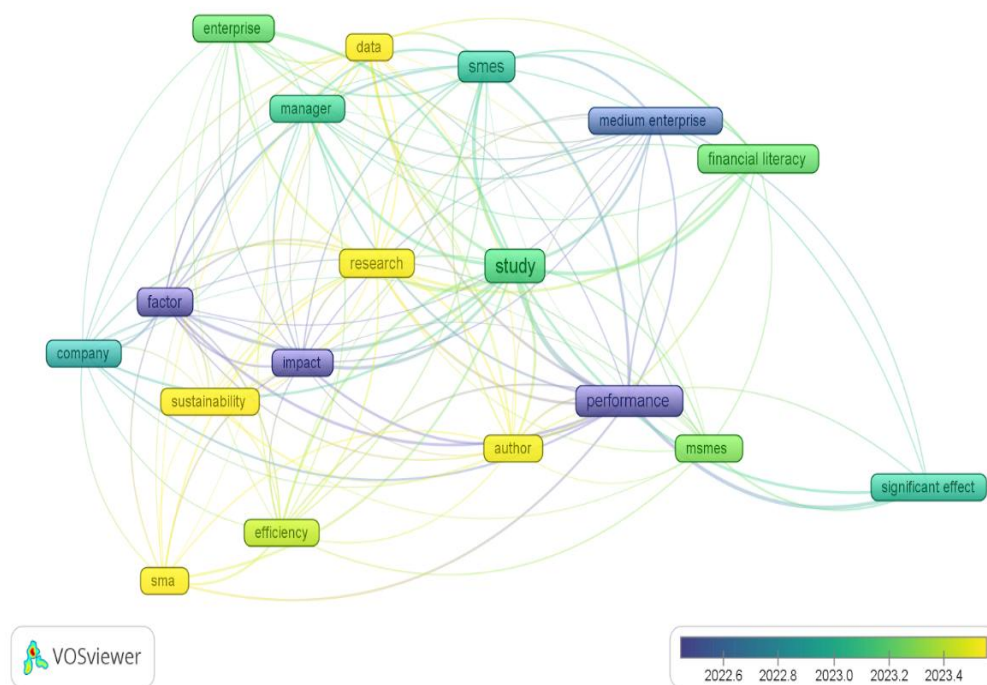 enterprise
data
smes
manager
medium enterprise
financial literacy
research
study
factor
company
impact
sustainability
performance
author
msmes
significant effect
efficiency
sma
VOSviewer
2022.6 2022.8 2023.0 2023.2 2023.4